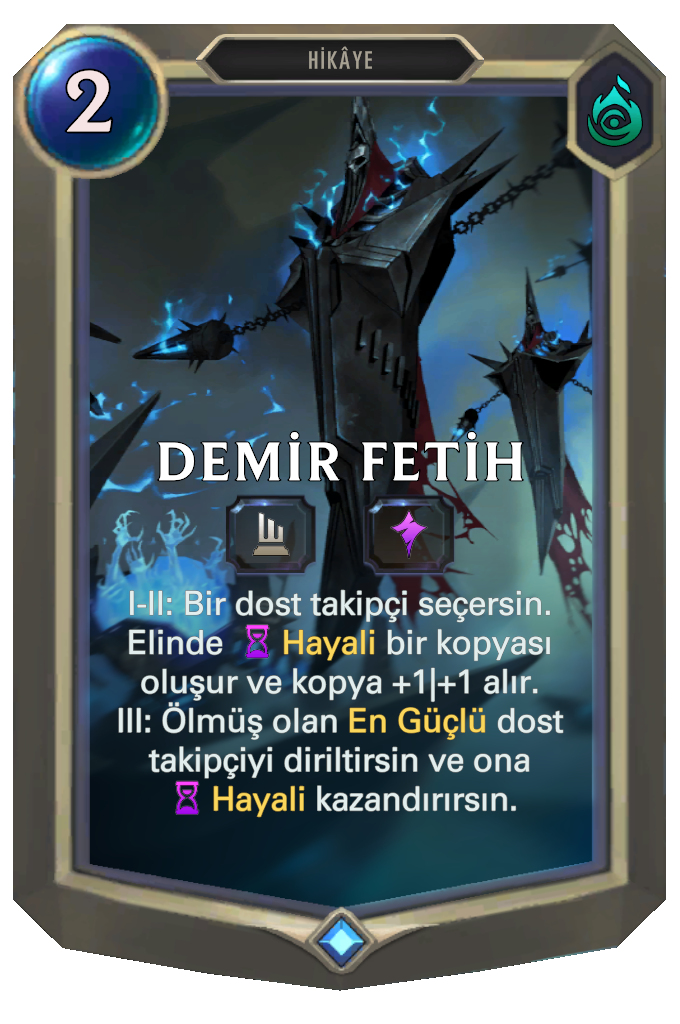 HİKÂYE
2
DEMİR FETİH
I-II: Bir dost takipçi seçersin.
Elinde Hayali bir kopyası
oluşur ve kopya +1|+1 alır.
III: Ölmüş olan En Güçlü dost
takipçiyi diriltirsin ve ona
Hayali kazandırırsın.